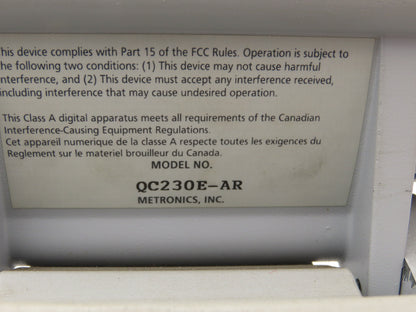 This device complies with Part 15 of the FCC Rules. Operation is subject to
the following two conditions: (1) This device may not cause harmful
interference, and (2) This device must accept any interference received,
including interference that may cause undesired operation.
This Class A digital apparatus meets all requirements of the Canadian
Interference-Causing Equipment Regulations.
Cet appareil numerique de la classe A respecte toutes les exigences du
Reglement sur le materiel brouilleur du Canada.
MODEL NO.
QC230E-AR
METRONICS, INC.